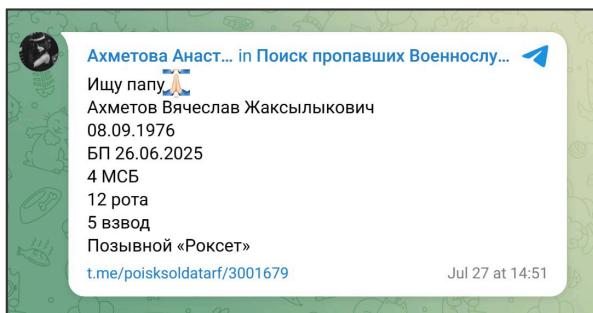 Ахметова Анаст... in Поиск пропавших Военнослу...
Ищу папу🙏🏻
Ахметов Вячеслав Жаксылыкович
08.09.1976
БП 26.06.2025
4 МСБ
12 рота
5 взвод
Позывной «Роксет»
t.me/poisksoldatarf/3001679 Jul 27 at 14:51